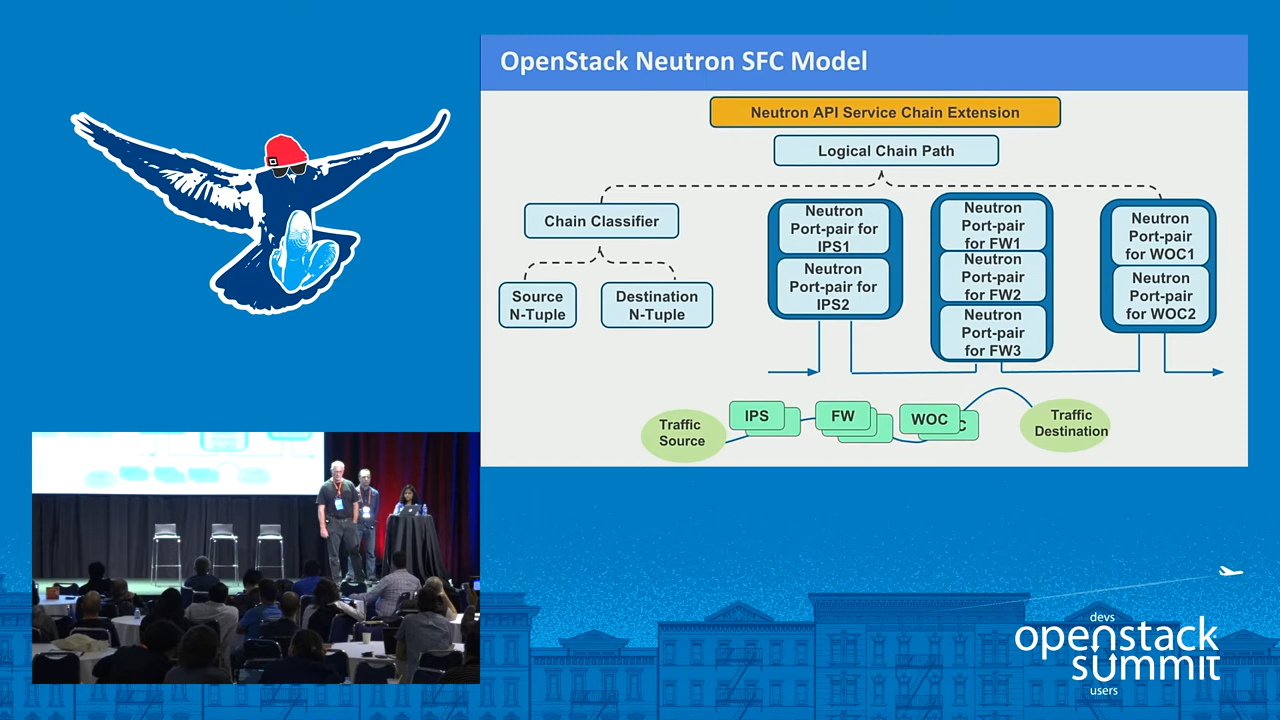 OpenStack Neutron SFC Model
Neutron API Service Chain Extension
Logical Chain Path
Chain Classifier
Source
N-Tuple
Destination
N-Tuple
Neutron
Port-pair for
IPS1
Neutron
Port-pair for
IPS2
Neutron
Port-pair
for FW1
Neutron
Port-pair
for FW2
Neutron
Port-pair
for FW3
Neutron
Port-pair
for WOC1
Neutron
Port-pair
for WOC2
Traffic
Source
IPS
FW
WOC
C
Traffic
Destination
devs
openstack
summit
users